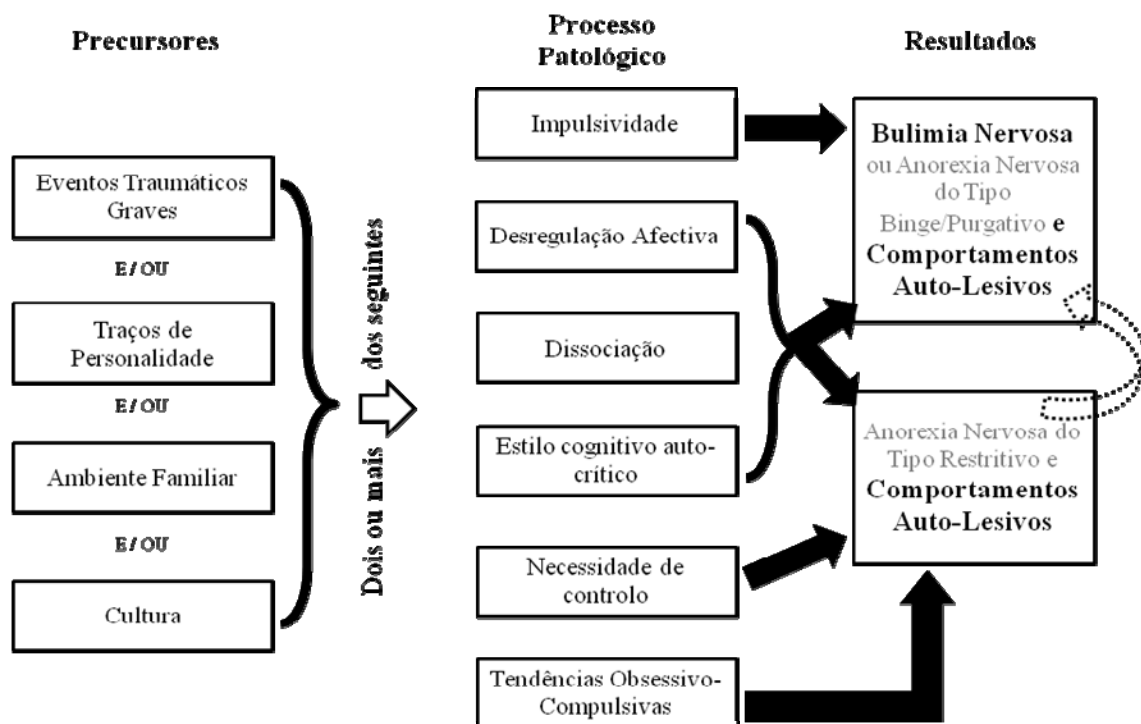 Precursores
Eventos Traumáticos
Graves
E / OU
Traços de
Personalidade
E / OU
Ambiente Familiar
E / OU
Cultura
Dois ou mais dos seguintes
Processo
Patológico
Impulsividade
Desregulação Afectiva
Dissociação
Estilo cognitivo auto-
crítico
Necessidade de
controlo
Tendências Obsessivo-
Compulsivas
Resultados
Bulimia Nervosa
ou Anorexia Nervosa
do Tipo
Binge/Purgativo e
Comportamentos
Auto-Lesivos
Anorexia Nervosa do
Tipo Restritivo e
Comportamentos
Auto-Lesivos